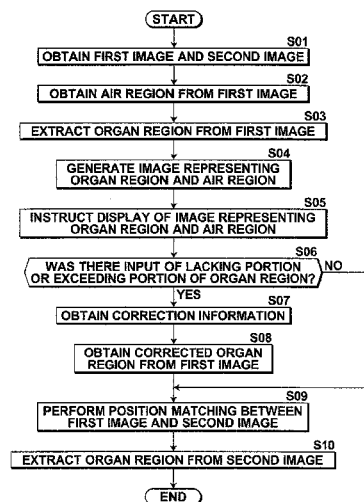 START
S01
OBTAIN FIRST IMAGE AND SECOND IMAGE
S02
OBTAIN AIR REGION FROM FIRST IMAGE
S03
EXTRACT ORGAN REGION FROM FIRST IMAGE
S04
GENERATE IMAGE REPRESENTING
ORGAN REGION AND AIR REGION
S05
INSTRUCT DISPLAY OF IMAGE REPRESENTING
ORGAN REGION AND AIR REGION
S06
WAS THERE INPUT OF LACKING PORTION
OR EXCEEDING PORTION OF ORGAN REGION?
NO
YES
S07
OBTAIN CORRECTION INFORMATION
S08
OBTAIN CORRECTED ORGAN
REGION FROM FIRST IMAGE
S09
PERFORM POSITION MATCHING BETWEEN
FIRST IMAGE AND SECOND IMAGE
S10
EXTRACT ORGAN REGION FROM SECOND IMAGE
END